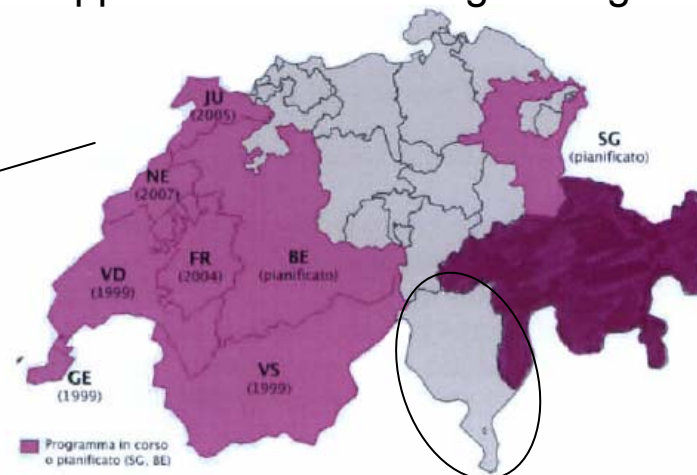 JU
(2005)
NE
(2007)
SG
(pianificato)
FR
(2004)
BE
(pianificato)
VD
(1999)
GE
(1999)
VS
(1999)
Programma in corso
o pianificato (SG, BE)